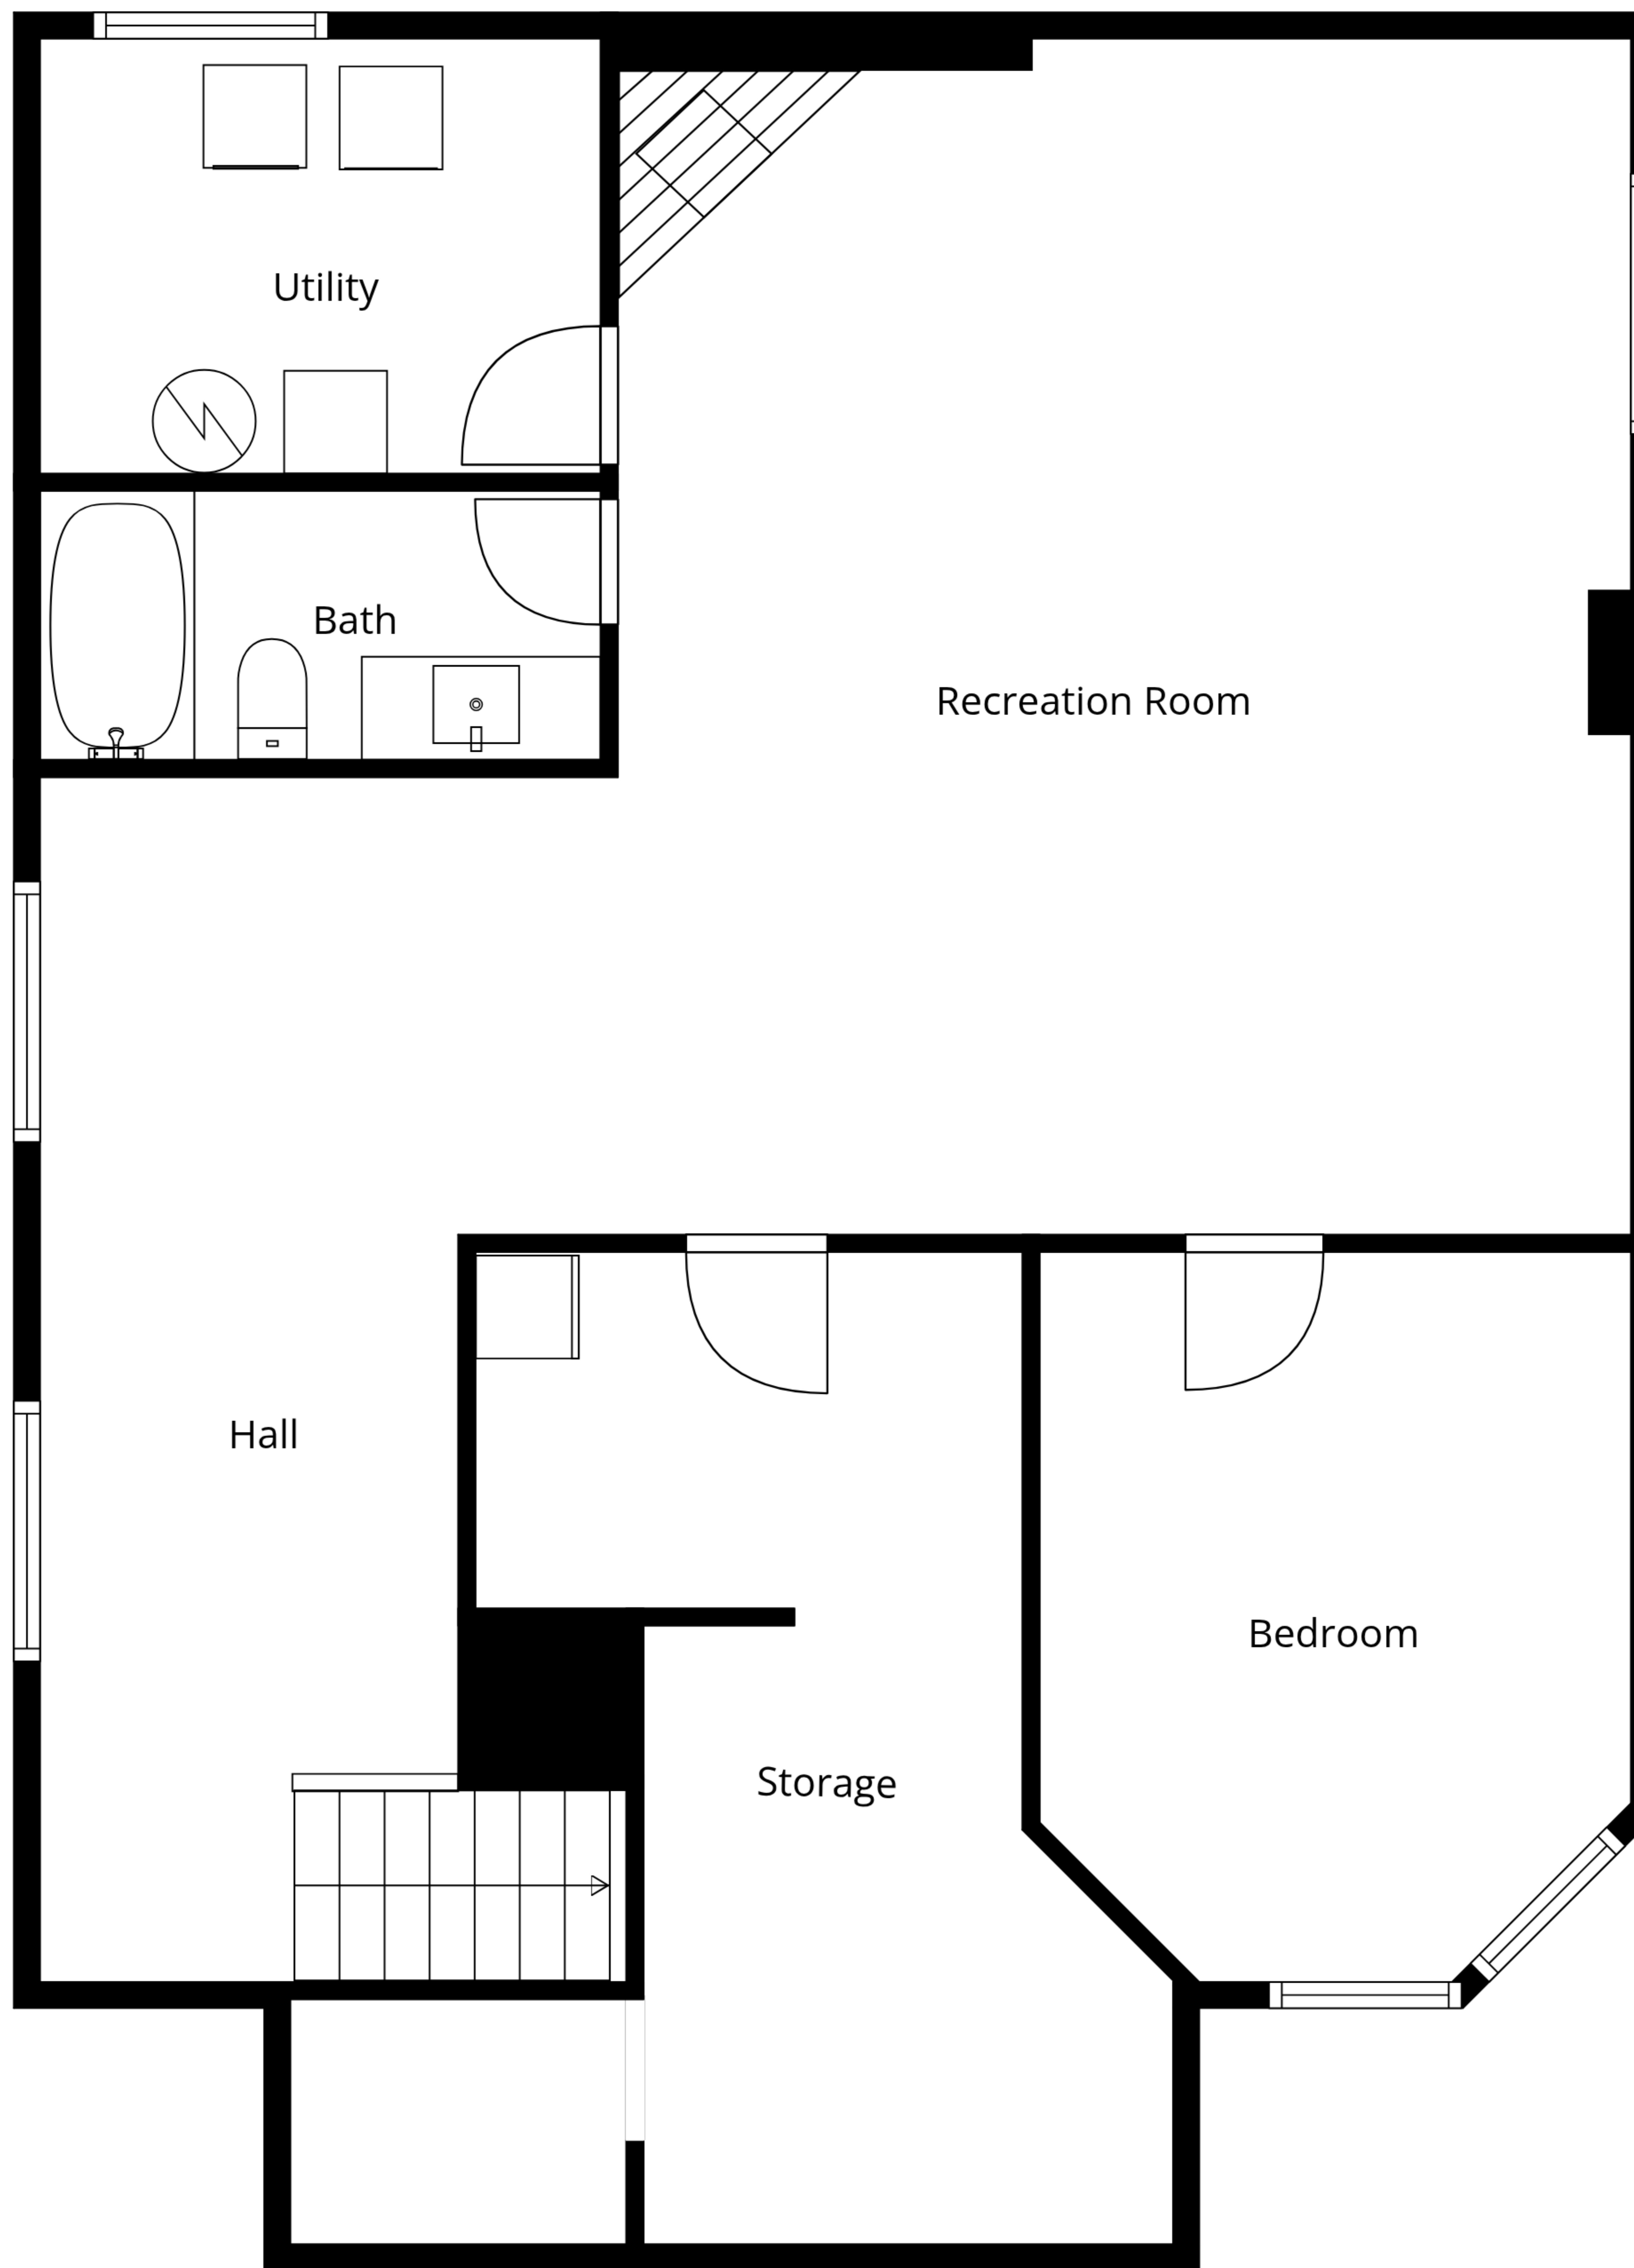 Utility
Bath
Recreation Room
Hall
Bedroom
Storage